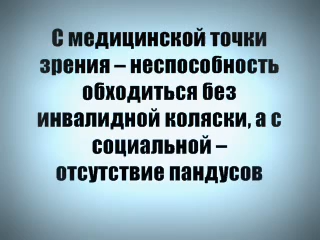 С медицинской точки
зрения – неспособность
обходиться без
инвалидной коляски, а с
социальной –
отсутствие пандусов